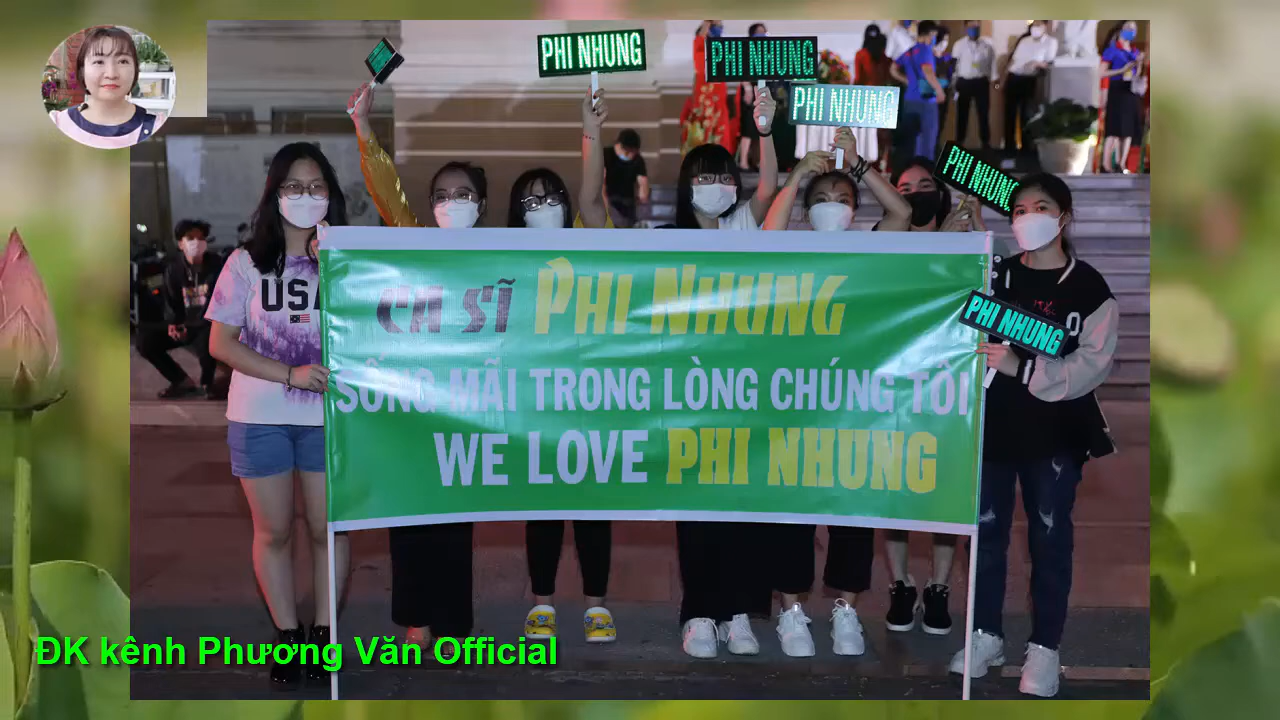 PHI NHUNG
PHI NHUNG
PHI NHUNG
PHI NHUNG
USA
CA SĨ PHI NHUNG
PHI NHUNG
SỐNG MÃI TRONG LÒNG CHÚNG TÔI
WE LOVE PHI NHUNG
ĐK kênh Phương Văn Official